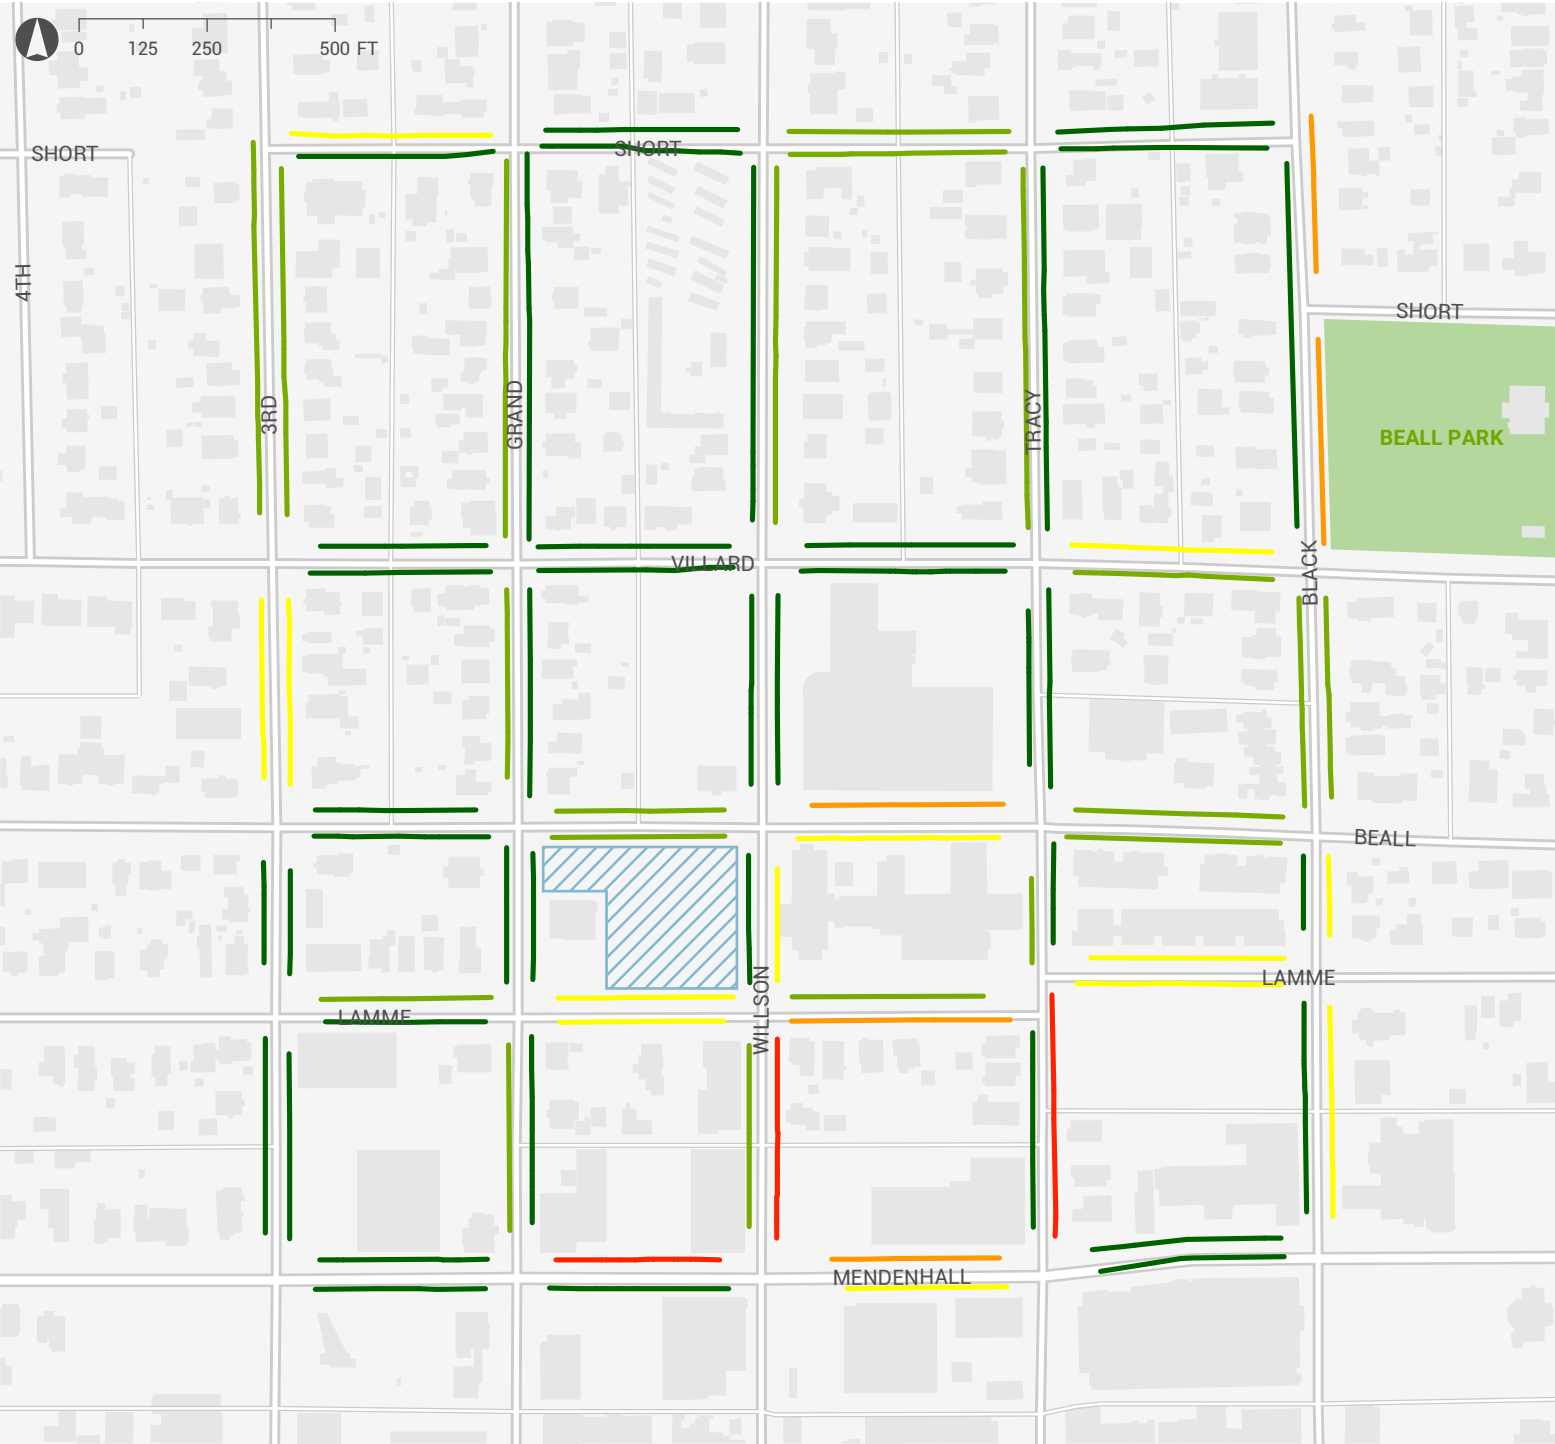 0 125 250 500 FT
SHORT
SHORT
4TH
SHORT
3RD
GRAND
TRACY
BEALL PARK
VILLARD
BLACK
BEALL
LAMME
WILLSON
LAMME
MENDENHALL